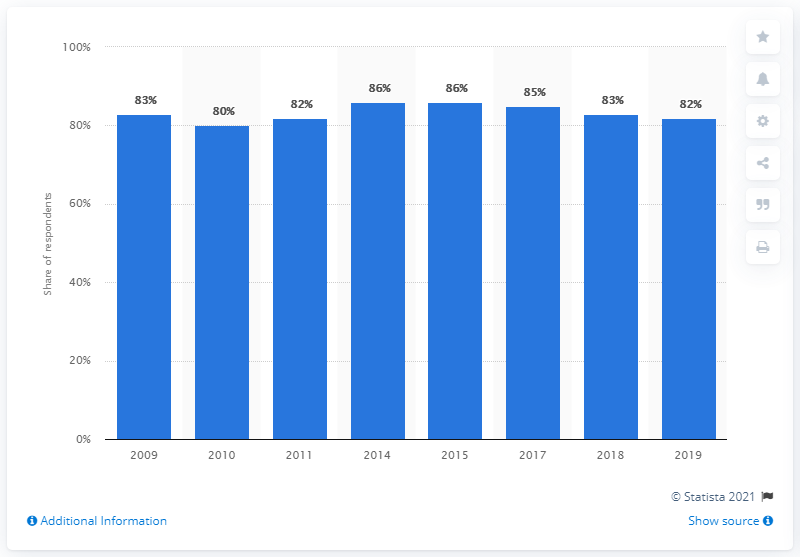 100%
80%
60%
40%
20%
0%
Share of respondents
83%
80%
82%
86%
86%
85%
83%
82%
2009 2010 2011 2014 2015 2017 2018 2019
© Statista 2021
Additional Information
Show source